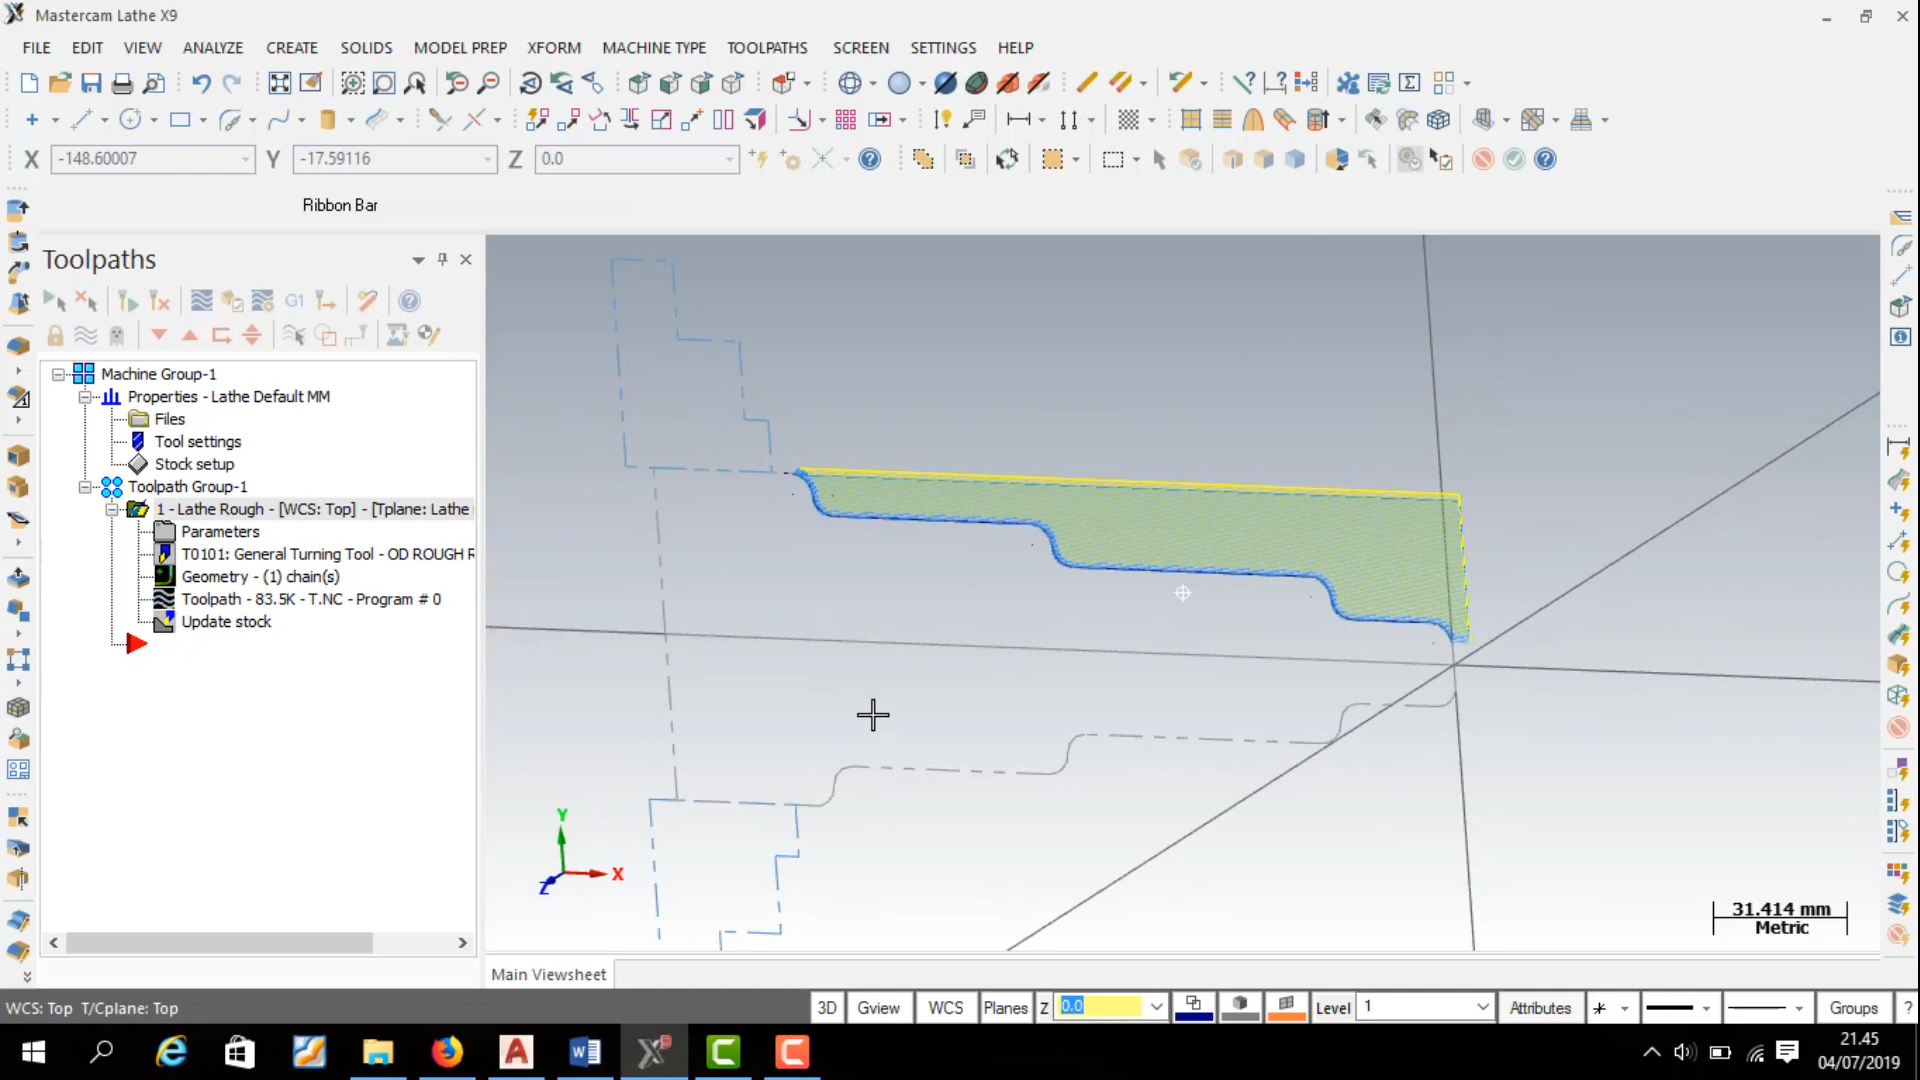 Mastercam Lathe X9
FILE EDIT VIEW ANALYZE CREATE SOLIDS MODEL PREP XFORM MACHINE TYPE TOOLPATHS SCREEN SETTINGS HELP
X -148.60007 Y -17.59116 Z 0.0
Ribbon Bar
Toolpaths
G1
Machine Group-1
Properties - Lathe Default MM
Files
Tool settings
Stock setup
Toolpath Group-1
1 - Lathe Rough - [WCS: Top] - [Tplane: Lathe
Parameters
T0101: General Turning Tool - OD ROUGH R
Geometry - (1) chain(s)
Toolpath - 83.5K - T.NC - Program # 0
Update stock
Y
X
Z
31.414 mm
Metric
Main Viewsheet
WCS: Top T/Cplane: Top 3D Gview WCS Planes Z 0.0 Level 1 Attributes Groups ?
21.45
04/07/2019